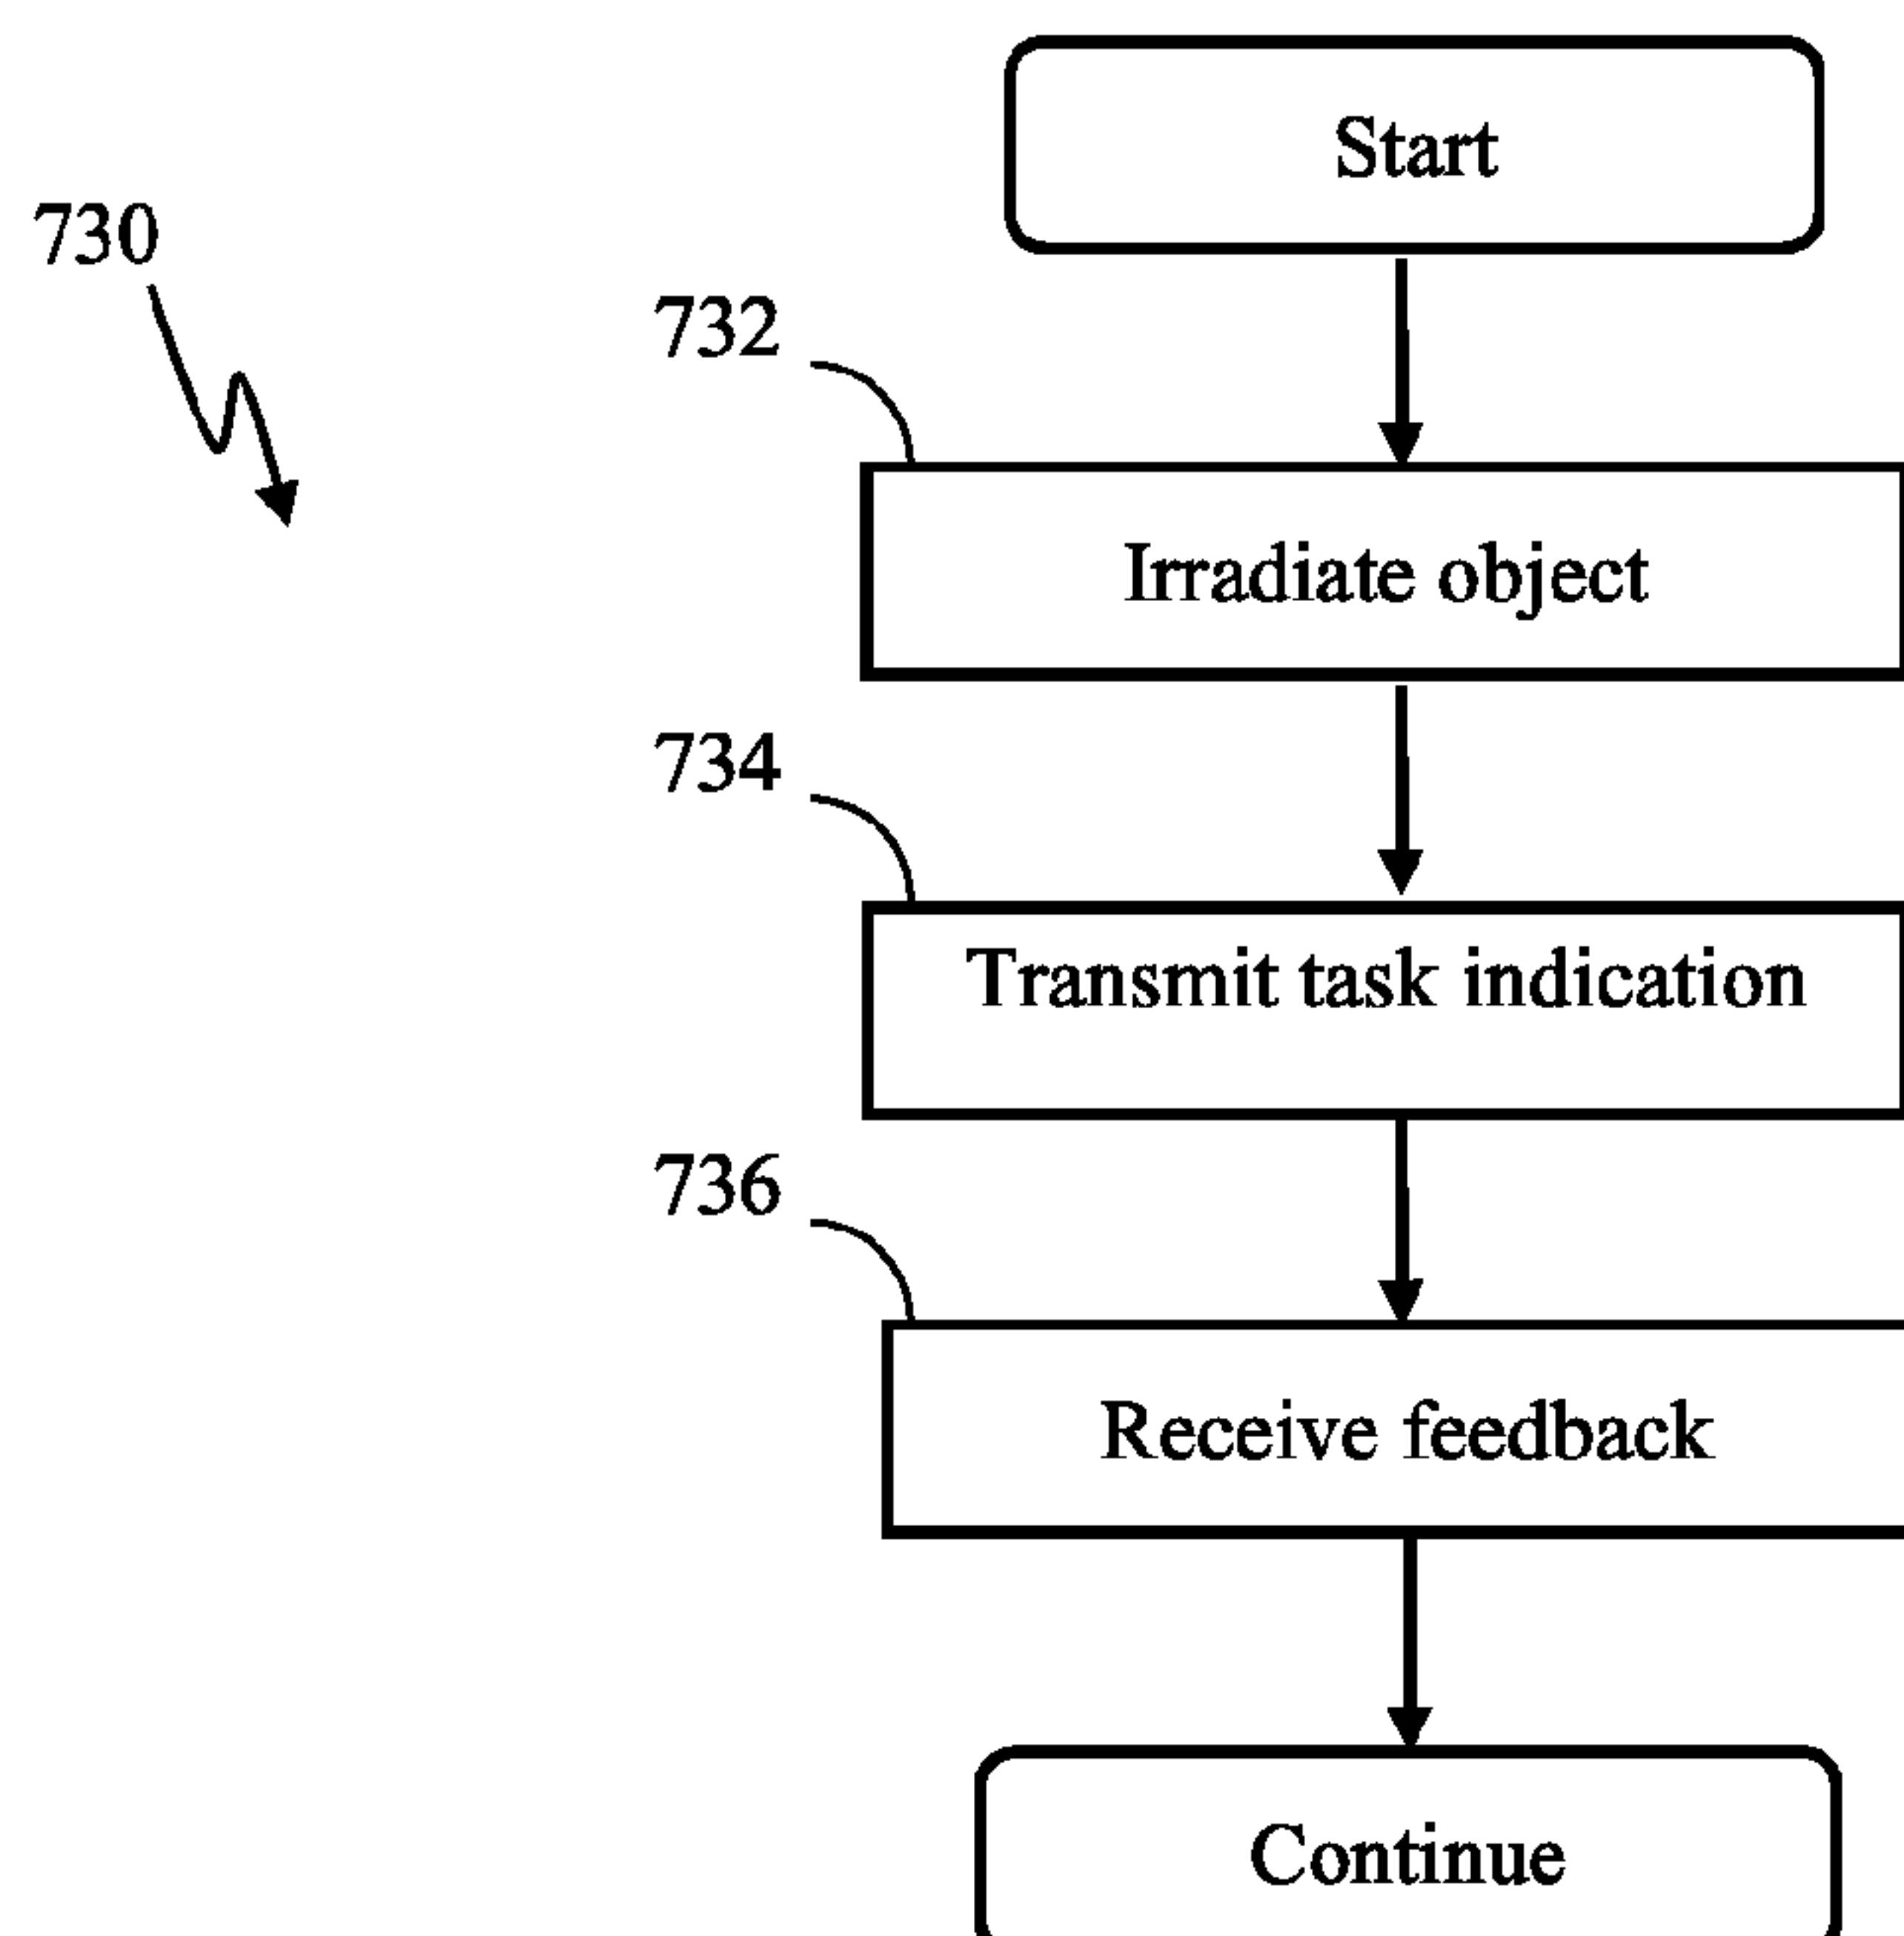 Start
730
732
Irradiate object
734
Transmit task indication
736
Receive feedback
Continue